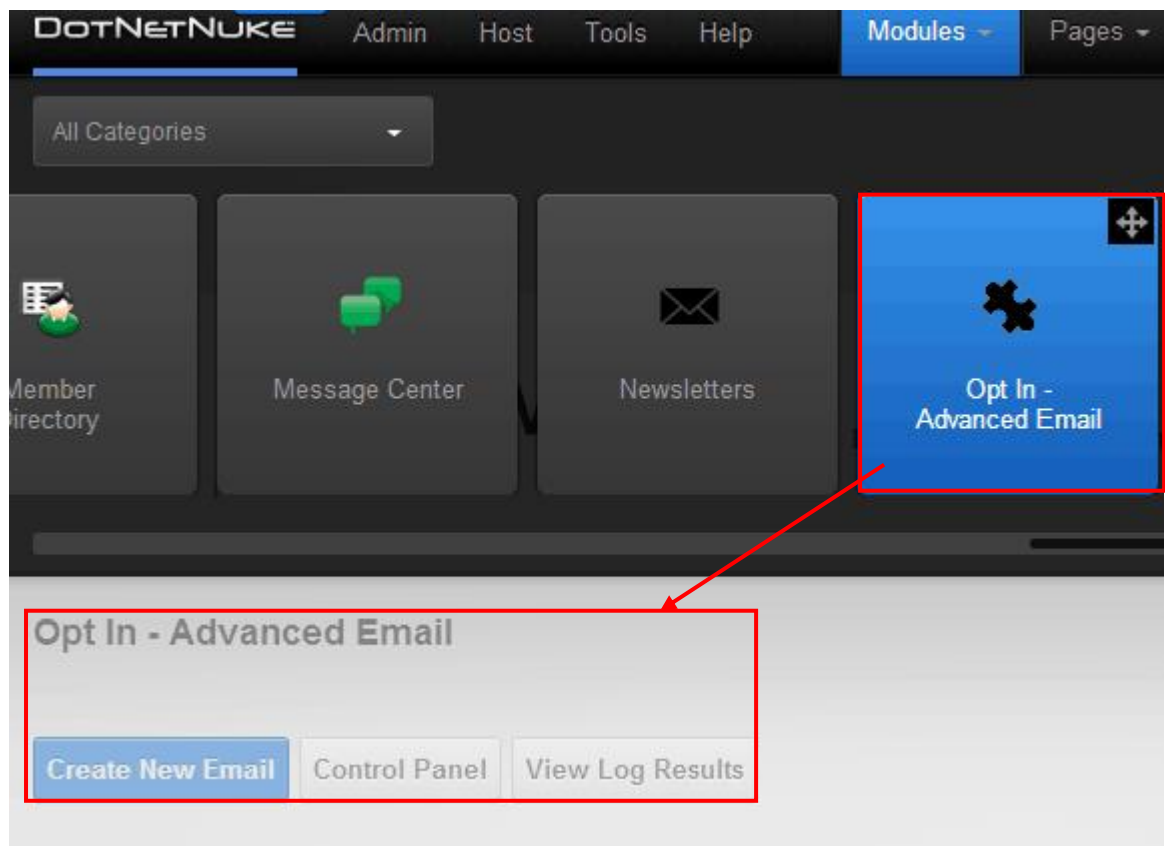 DOTNETNUKE Admin Host Tools Help Modules Pages
All Categories
Message Center
Newsletters
Opt In -
Advanced Email
Member
Directory
Opt In - Advanced Email
Create New Email Control Panel View Log Results